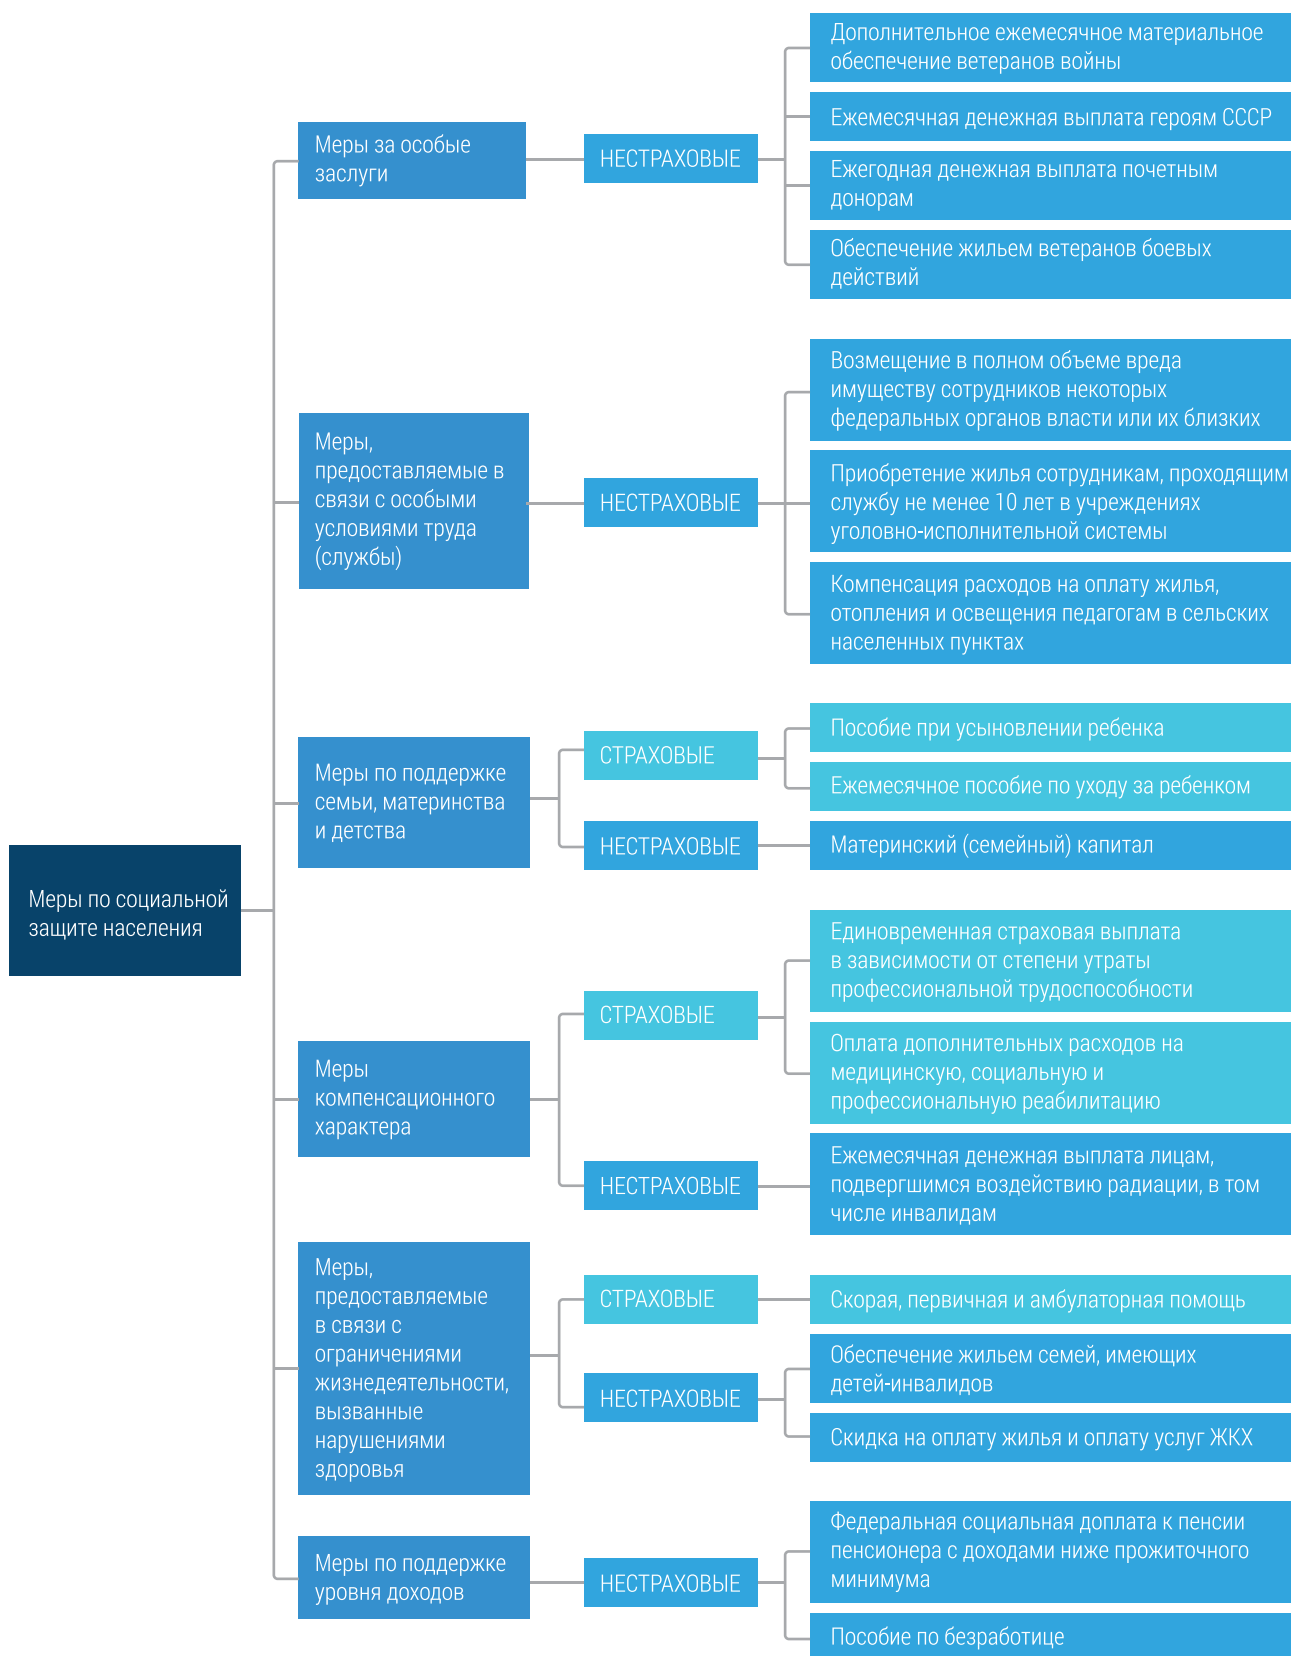 Меры по социальной
защите населения
Меры за особые
заслуги
НЕСТРАХОВЫЕ
Дополнительное ежемесячное материальное
обеспечение ветеранов войны
Ежемесячная денежная выплата героям СССР
Ежегодная денежная выплата почетным
донорам
Обеспечение жильем ветеранов боевых
действий
Меры,
предоставляемые в
связи с особыми
условиями труда
(службы)
НЕСТРАХОВЫЕ
Возмещение в полном объеме вреда
имуществу сотрудников некоторых
федеральных органов власти или их близких
Приобретение жилья сотрудникам, проходящим
службу не менее 10 лет в учреждениях
уголовно-исполнительной системы
Компенсация расходов на оплату жилья,
отопления и освещения педагогам в сельских
населенных пунктах
Меры по поддержке
семьи, материнства
и детства
СТРАХОВЫЕ
Пособие при усыновлении ребенка
Ежемесячное пособие по уходу за ребенком
НЕСТРАХОВЫЕ
Материнский (семейный) капитал
Меры
компенсационного
характера
СТРАХОВЫЕ
Единовременная страховая выплата
в зависимости от степени утраты
профессиональной трудоспособности
Оплата дополнительных расходов на
медицинскую, социальную и
профессиональную реабилитацию
НЕСТРАХОВЫЕ
Ежемесячная денежная выплата лицам,
подвергшимся воздействию радиации, в том
числе инвалидам
Меры,
предоставляемые
в связи с
ограничениями
жизнедеятельности,
вызванные
нарушениями
здоровья
СТРАХОВЫЕ
Скорая, первичная и амбулаторная помощь
НЕСТРАХОВЫЕ
Обеспечение жильем семей, имеющих
детей-инвалидов
Скидка на оплату жилья и оплату услуг ЖКХ
Меры по поддержке
уровня доходов
НЕСТРАХОВЫЕ
Федеральная социальная доплата к пенсии
пенсионера с доходами ниже прожиточного
минимума
Пособие по безработице